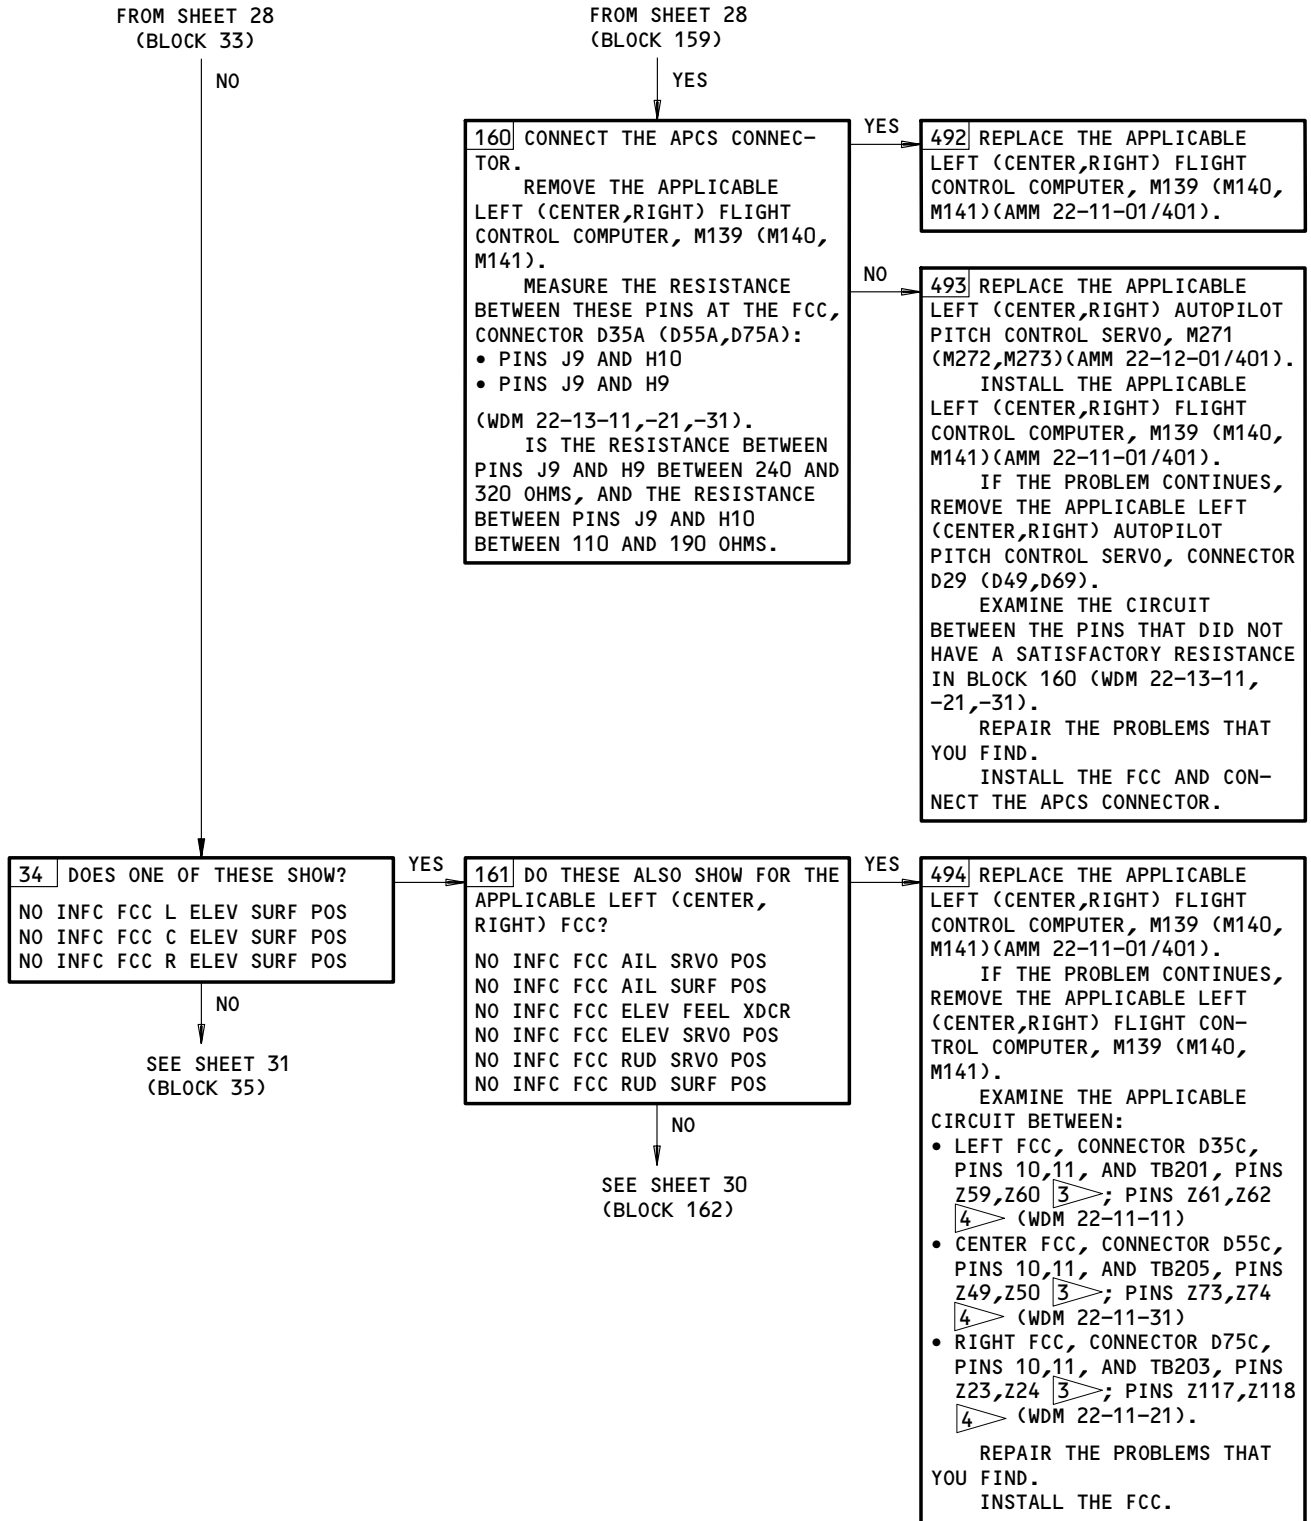 FROM SHEET 28
(BLOCK 33)
NO
FROM SHEET 28
(BLOCK 159)
YES
160 CONNECT THE APCS CONNEC-
TOR.
REMOVE THE APPLICABLE
LEFT (CENTER,RIGHT) FLIGHT
CONTROL COMPUTER, M139 (M140,
M141).
MEASURE THE RESISTANCE
BETWEEN THESE PINS AT THE FCC,
CONNECTOR D35A (D55A,D75A):
• PINS J9 AND H10
• PINS J9 AND H9
(WDM 22-13-11,-21,-31).
IS THE RESISTANCE BETWEEN
PINS J9 AND H9 BETWEEN 240 AND
320 OHMS, AND THE RESISTANCE
BETWEEN PINS J9 AND H10
BETWEEN 110 AND 190 OHMS.
YES
492 REPLACE THE APPLICABLE
LEFT (CENTER,RIGHT) FLIGHT
CONTROL COMPUTER, M139 (M140,
M141)(AMM 22-11-01/401).
NO
493 REPLACE THE APPLICABLE
LEFT (CENTER,RIGHT) AUTOPILOT
PITCH CONTROL SERVO, M271
(M272,M273)(AMM 22-12-01/401).
INSTALL THE APPLICABLE
LEFT (CENTER,RIGHT) FLIGHT
CONTROL COMPUTER, M139 (M140,
M141)(AMM 22-11-01/401).
IF THE PROBLEM CONTINUES,
REMOVE THE APPLICABLE LEFT
(CENTER,RIGHT) AUTOPILOT
PITCH CONTROL SERVO, CONNECTOR
D29 (D49,D69).
EXAMINE THE CIRCUIT
BETWEEN THE PINS THAT DID NOT
HAVE A SATISFACTORY RESISTANCE
IN BLOCK 160 (WDM 22-13-11,
-21,-31).
REPAIR THE PROBLEMS THAT
YOU FIND.
INSTALL THE FCC AND CON-
NECT THE APCS CONNECTOR.
34 DOES ONE OF THESE SHOW?
NO INFC FCC L ELEV SURF POS
NO INFC FCC C ELEV SURF POS
NO INFC FCC R ELEV SURF POS
NO
SEE SHEET 31
(BLOCK 35)
YES
161 DO THESE ALSO SHOW FOR THE
APPLICABLE LEFT (CENTER,
RIGHT) FCC?
NO INFC FCC AIL SRVO POS
NO INFC FCC AIL SURF POS
NO INFC FCC ELEV FEEL XDCR
NO INFC FCC ELEV SRVO POS
NO INFC FCC RUD SRVO POS
NO INFC FCC RUD SURF POS
NO
SEE SHEET 30
(BLOCK 162)
YES
494 REPLACE THE APPLICABLE
LEFT (CENTER,RIGHT) FLIGHT
CONTROL COMPUTER, M139 (M140,
M141)(AMM 22-11-01/401).
IF THE PROBLEM CONTINUES,
REMOVE THE APPLICABLE LEFT
(CENTER,RIGHT) FLIGHT CON-
TROL COMPUTER, M139 (M140,
M141).
EXAMINE THE APPLICABLE
CIRCUIT BETWEEN:
• LEFT FCC, CONNECTOR D35C,
PINS 10,11, AND TB201, PINS
Z59,Z60 3 ; PINS Z61,Z62
4 (WDM 22-11-11)
• CENTER FCC, CONNECTOR D55C,
PINS 10,11, AND TB205, PINS
Z49,Z50 3 ; PINS Z73,Z74
4 (WDM 22-11-31)
• RIGHT FCC, CONNECTOR D75C,
PINS 10,11, AND TB203, PINS
Z23,Z24 3 ; PINS Z117,Z118
4 (WDM 22-11-21).
REPAIR THE PROBLEMS THAT
YOU FIND.
INSTALL THE FCC.